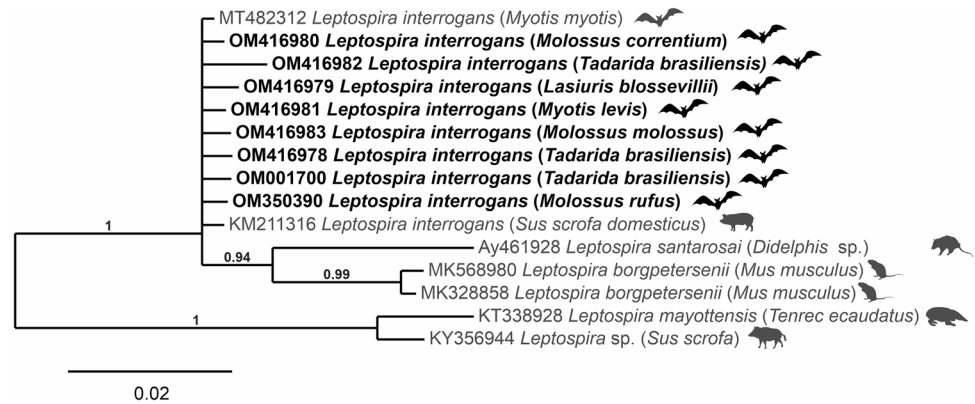 MT482312 Leptospira interrogans (Myotis myotis)
OM416980 Leptospira interrogans (Molossus correntium)
OM416982 Leptospira interrogans (Tadarida brasiliensis)
OM416979 Leptospira interrogans (Lasiuris blossevillii)
OM416981 Leptospira interrogans (Myotis levis)
OM416983 Leptospira interrogans (Molossus molossus)
OM416978 Leptospira interrogans (Tadarida brasiliensis)
OM001700 Leptospira interrogans (Tadarida brasiliensis)
OM350390 Leptospira interrogans (Molossus rufus)
KM211316 Leptospira interrogans (Sus scrofa domesticus)
1
Ay461928 Leptospira santarosai (Didelphis sp.)
0.94
MK568980 Leptospira borgpetersenii (Mus musculus)
0.99
MK328858 Leptospira borgpetersenii (Mus musculus)
KT338928 Leptospira mayottensis (Tenrec ecaudatus)
1
KY356944 Leptospira sp. (Sus scrofa)
0.02